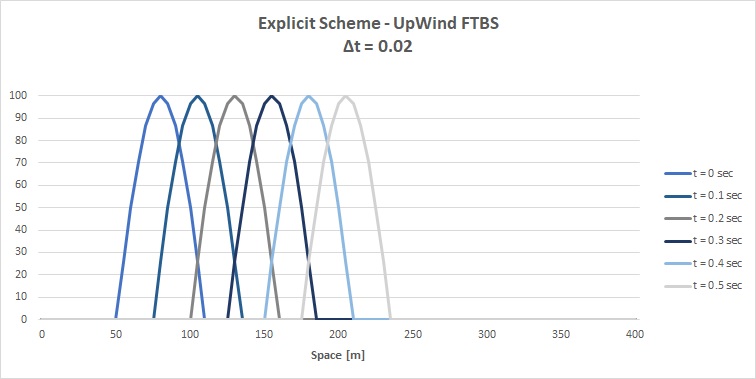 Explicit Scheme - UpWind FTBS
Δt = 0.02
100
90
80
70
60
50
40
30
20
10
0
0 50 100 150 200 250 300 350 400
Space [m]
t = 0 sec
t = 0.1 sec
t = 0.2 sec
t = 0.3 sec
t = 0.4 sec
t = 0.5 sec